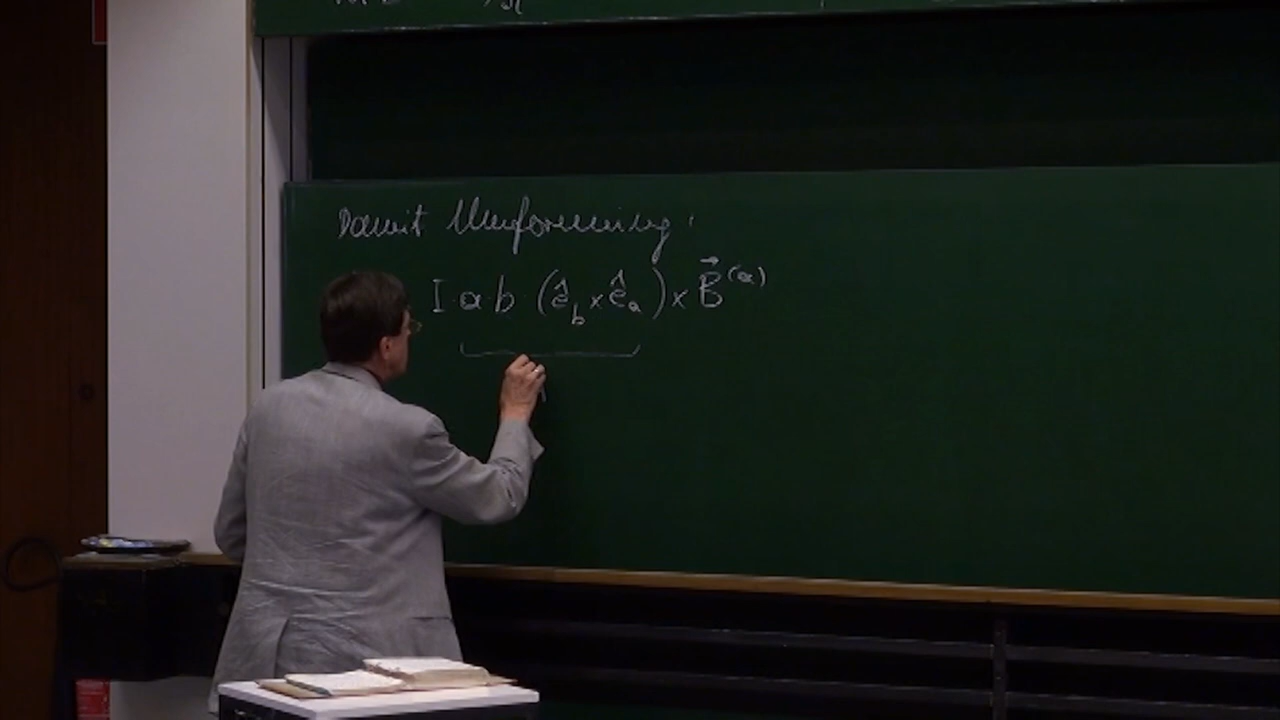 Damit Umformung:
I a b (ê_b × ê_a) × B⃗^(a)